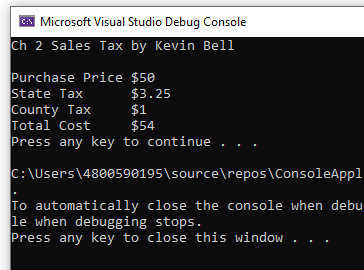 Microsoft Visual Studio Debug Console
Ch 2 Sales Tax by Kevin Bell
Purchase Price $50
State Tax $3.25
County Tax $1
Total Cost $54
Press any key to continue . . .
C:\Users\4800590195\source\repos\ConsoleAppl
.
To automatically close the console when debu
le when debugging stops.
Press any key to close this window . . .